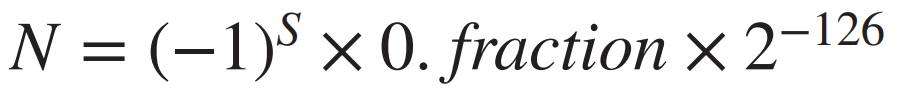 N = (−1)^S × 0. fraction × 2^−126